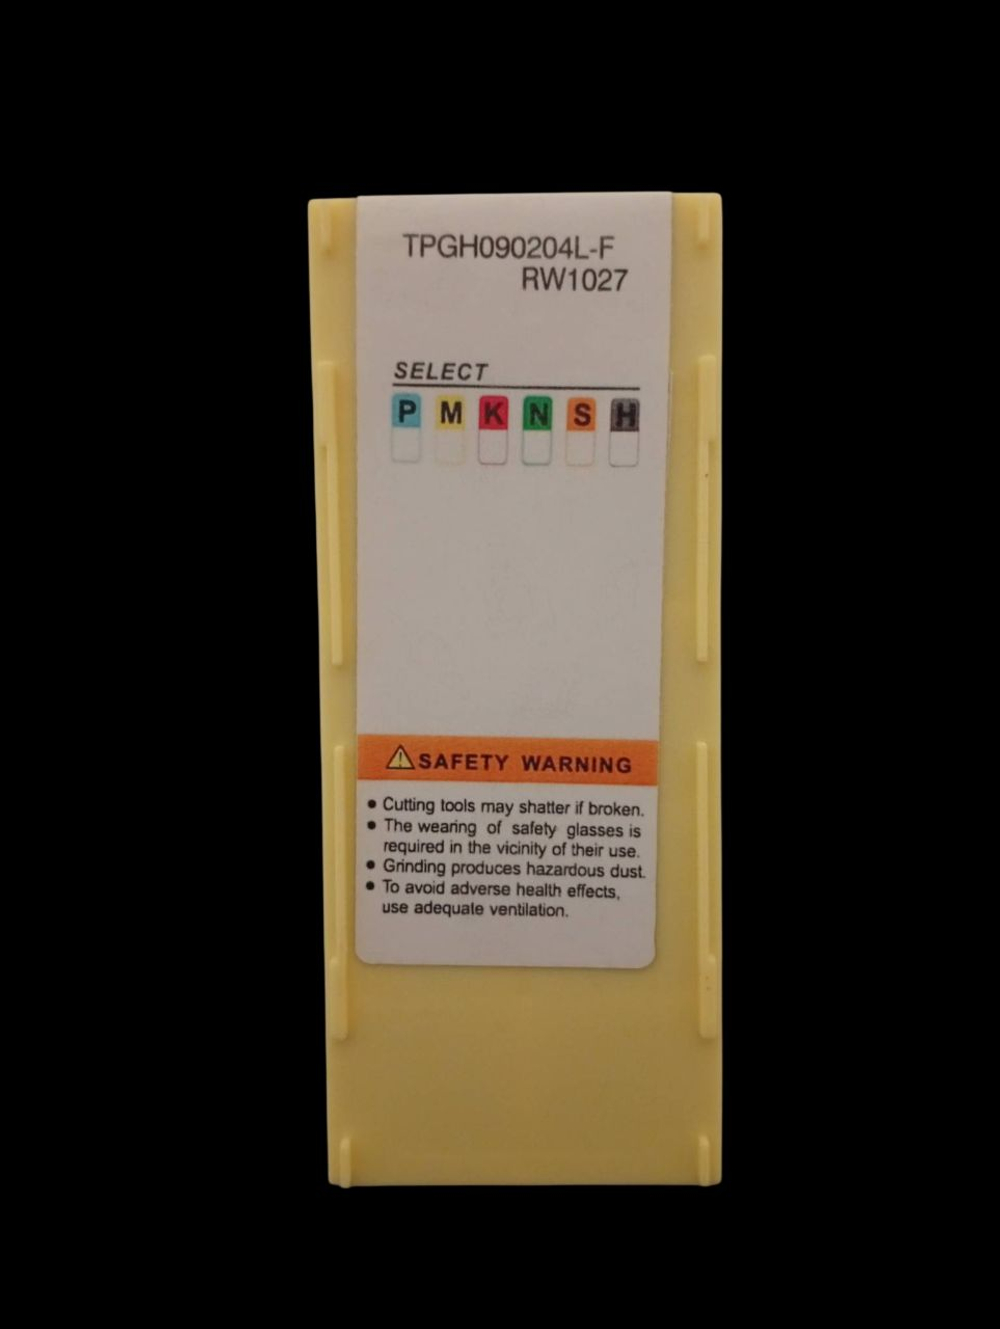 TPGH090204L-F
RW1027
SELECT
P M K N S H
SAFETY WARNING
• Cutting tools may shatter if broken.
• The wearing of safety glasses is
required in the vicinity of their use.
• Grinding produces hazardous dust.
• To avoid adverse health effects,
use adequate ventilation.